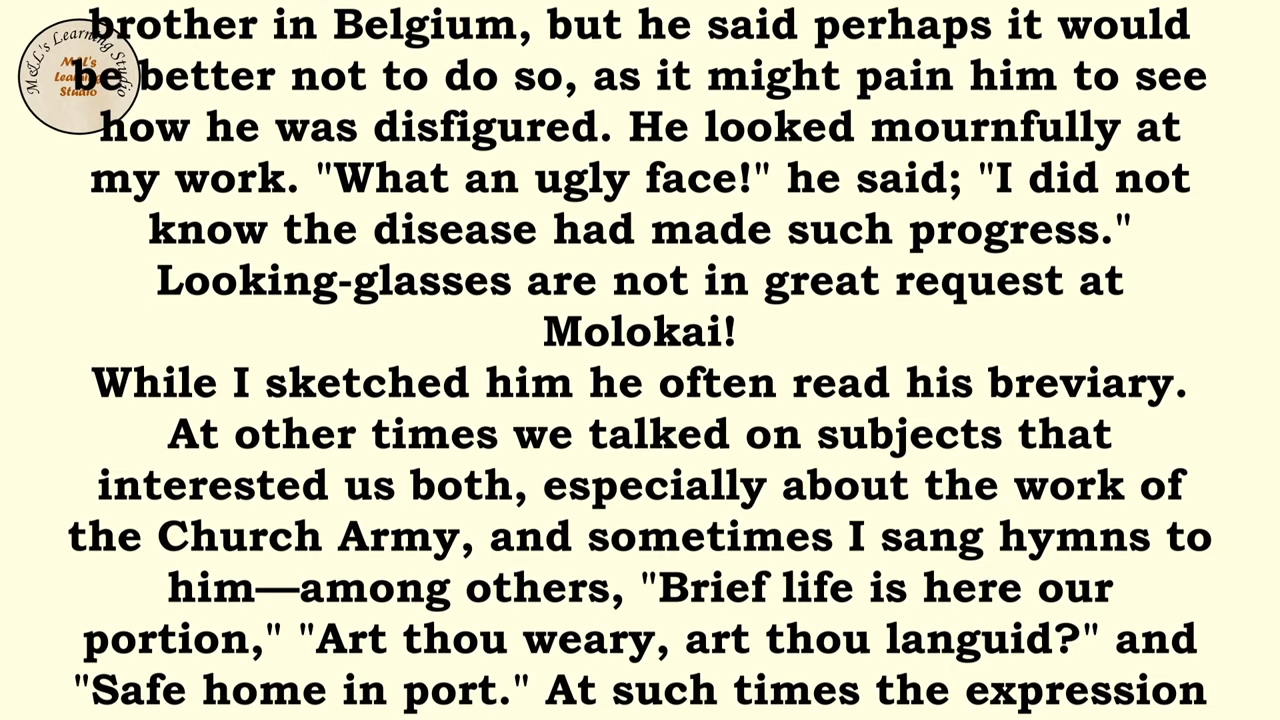 brother in Belgium, but he said perhaps it would
be better not to do so, as it might pain him to see
how he was disfigured. He looked mournfully at
my work. "What an ugly face!" he said; "I did not
know the disease had made such progress."
Looking-glasses are not in great request at
Molokai!
While I sketched him he often read his breviary.
At other times we talked on subjects that
interested us both, especially about the work of
the Church Army, and sometimes I sang hymns to
him—among others, "Brief life is here our
portion," "Art thou weary, art thou languid?" and
"Safe home in port." At such times the expression
M&L's Learning Studio
M&L's
Learning
Studio